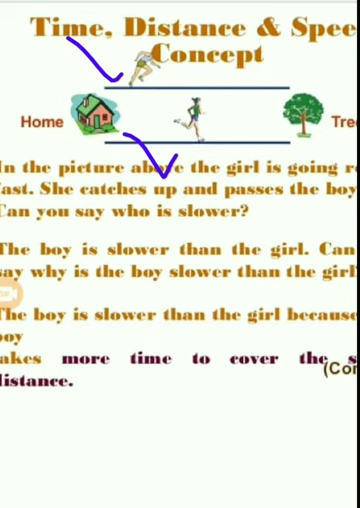 Time, Distance & Spee
Concept
Home
Tree
In the picture above the girl is going r
fast. She catches up and passes the boy
Can you say who is slower?
The boy is slower than the girl. Can
say why is the boy slower than the girl
The boy is slower than the girl because
boy
akes more time to cover the s
distance.
(Cor